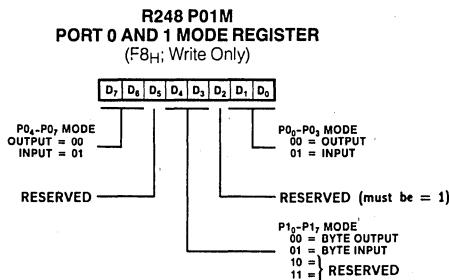 R248 P01M
PORT 0 AND 1 MODE REGISTER
(F8H; Write Only)
D7 D6 D5 D4 D3 D2 D1 D0
P04-P07 MODE
OUTPUT = 00
INPUT = 01
P00-P03 MODE
00 = OUTPUT
01 = INPUT
RESERVED
RESERVED (must be = 1)
P10-P17 MODE
00 = BYTE OUTPUT
01 = BYTE INPUT
10 =
11 = } RESERVED